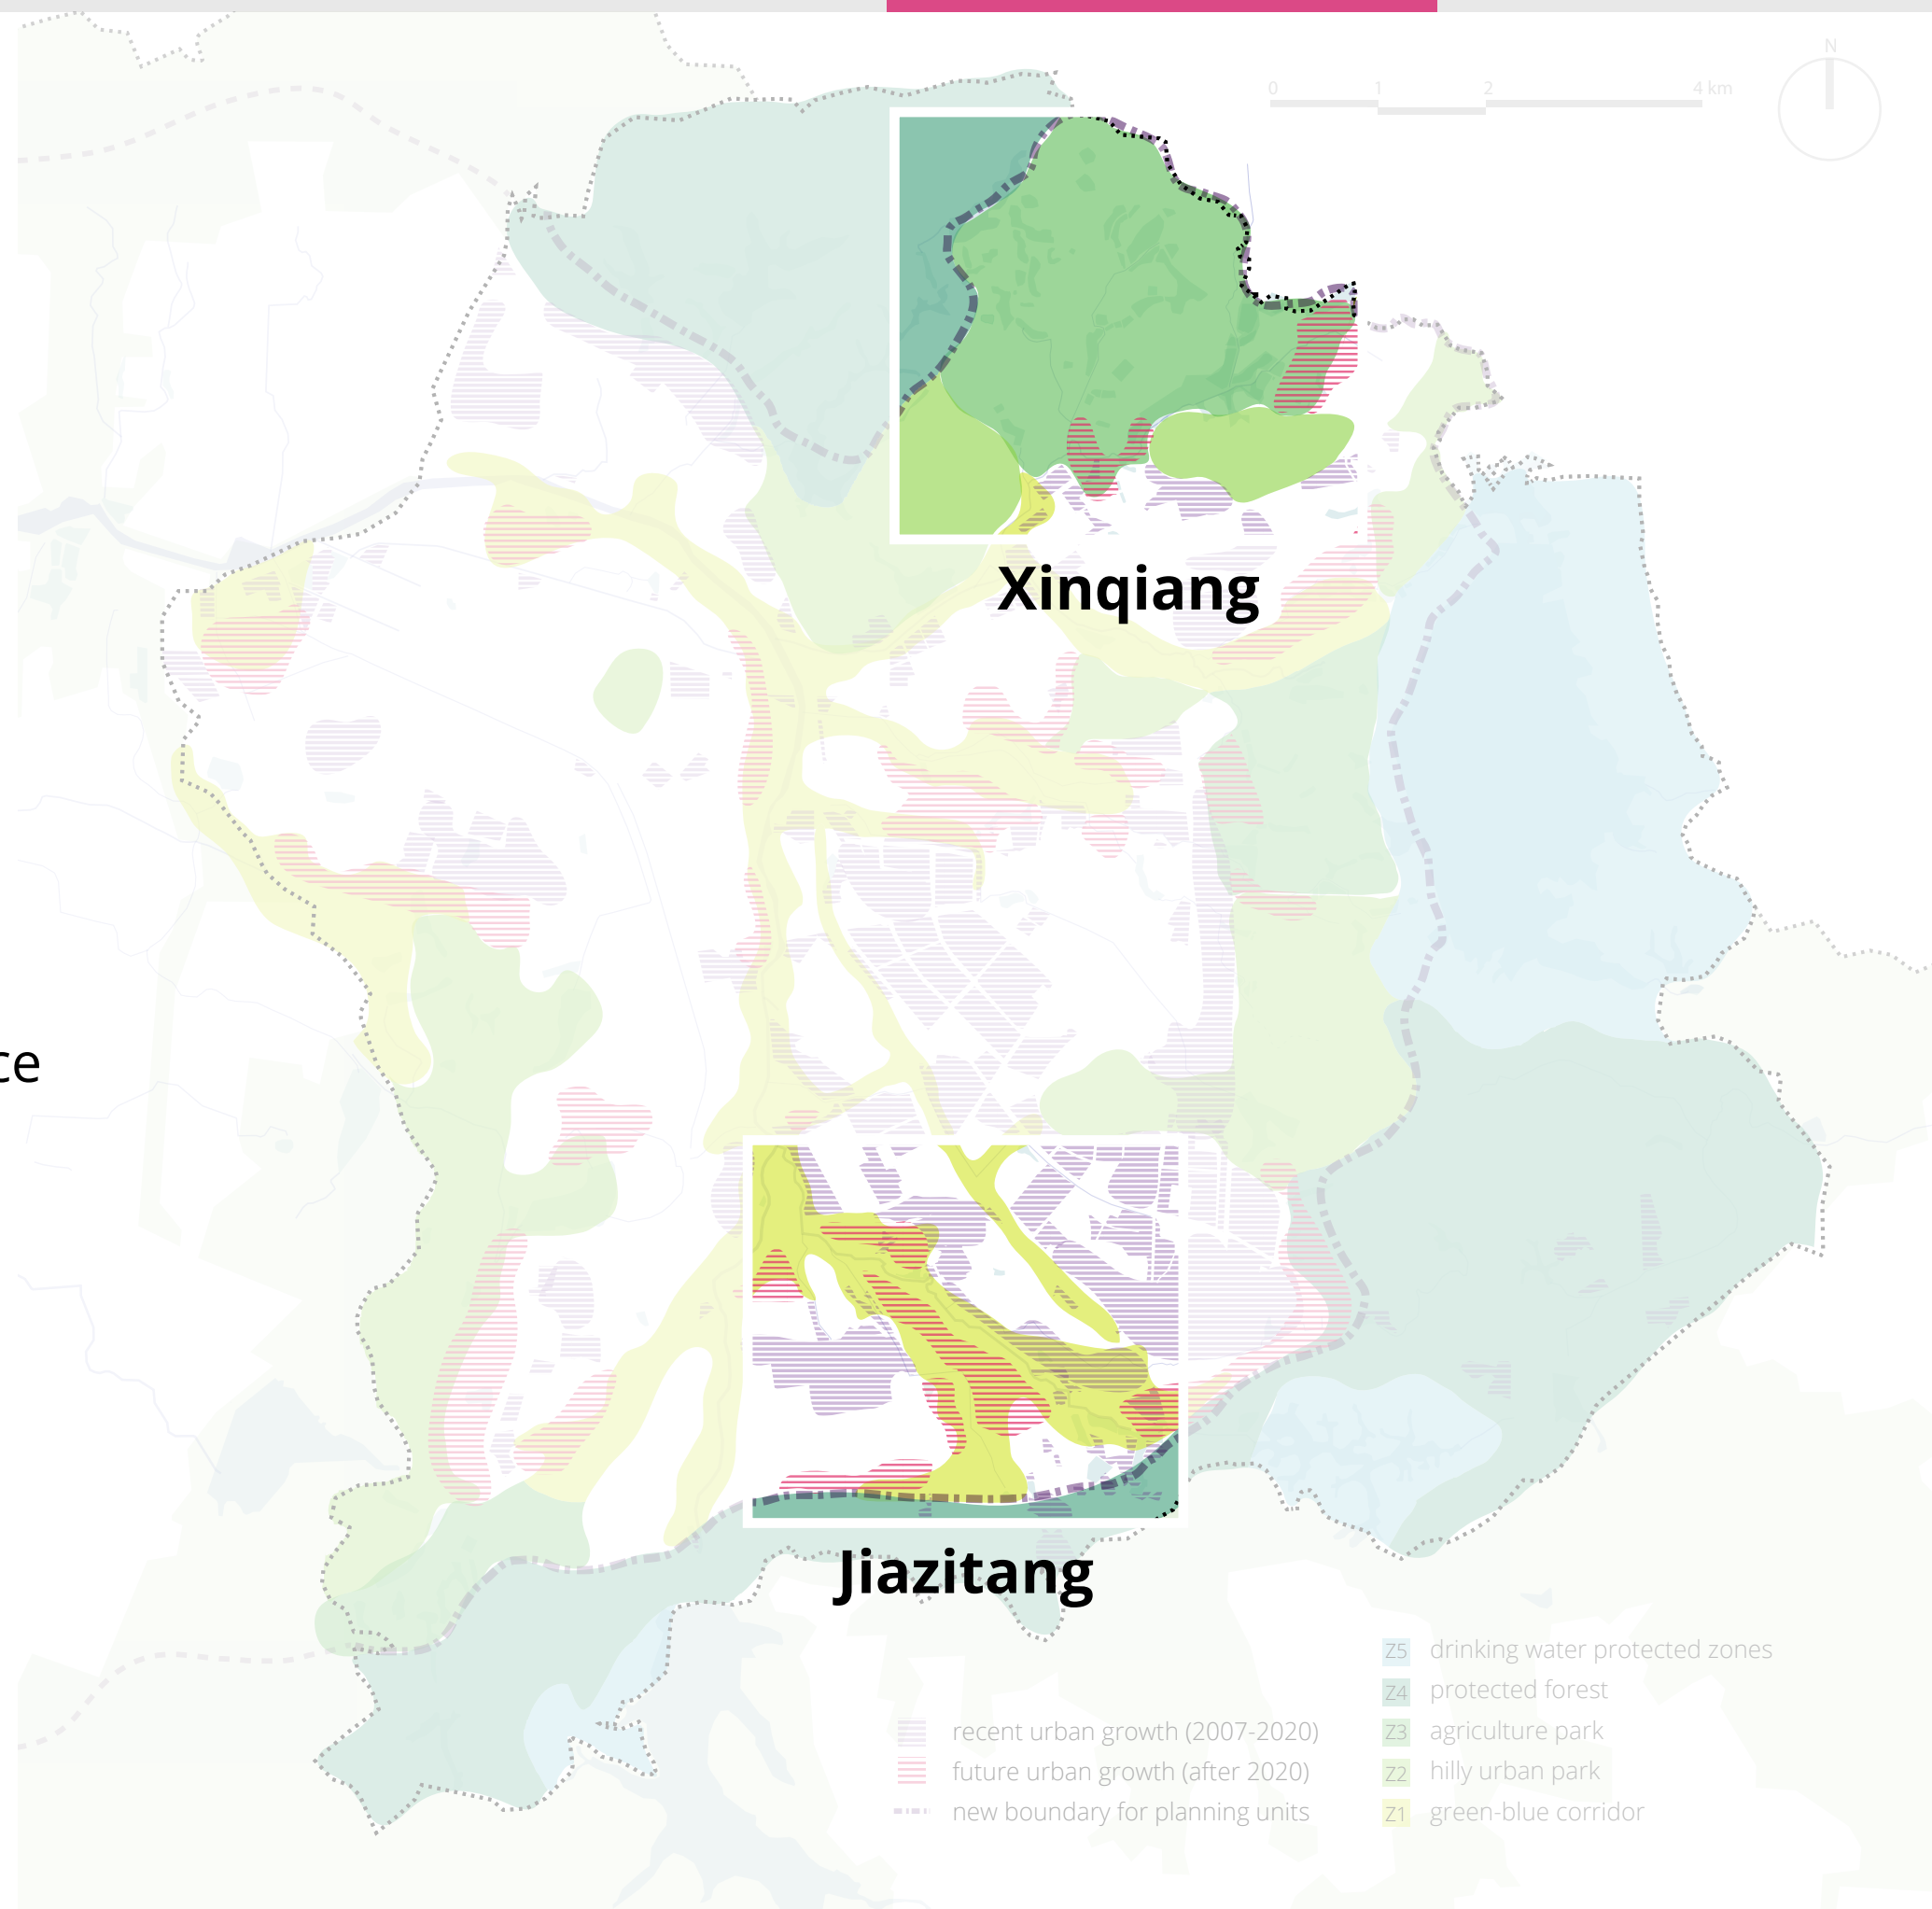 N
0 1 2 4 km
Xinqiang
ce
Jiazitang
recent urban growth (2007-2020)
future urban growth (after 2020)
new boundary for planning units
Z5 drinking water protected zones
Z4 protected forest
Z3 agriculture park
Z2 hilly urban park
Z1 green-blue corridor